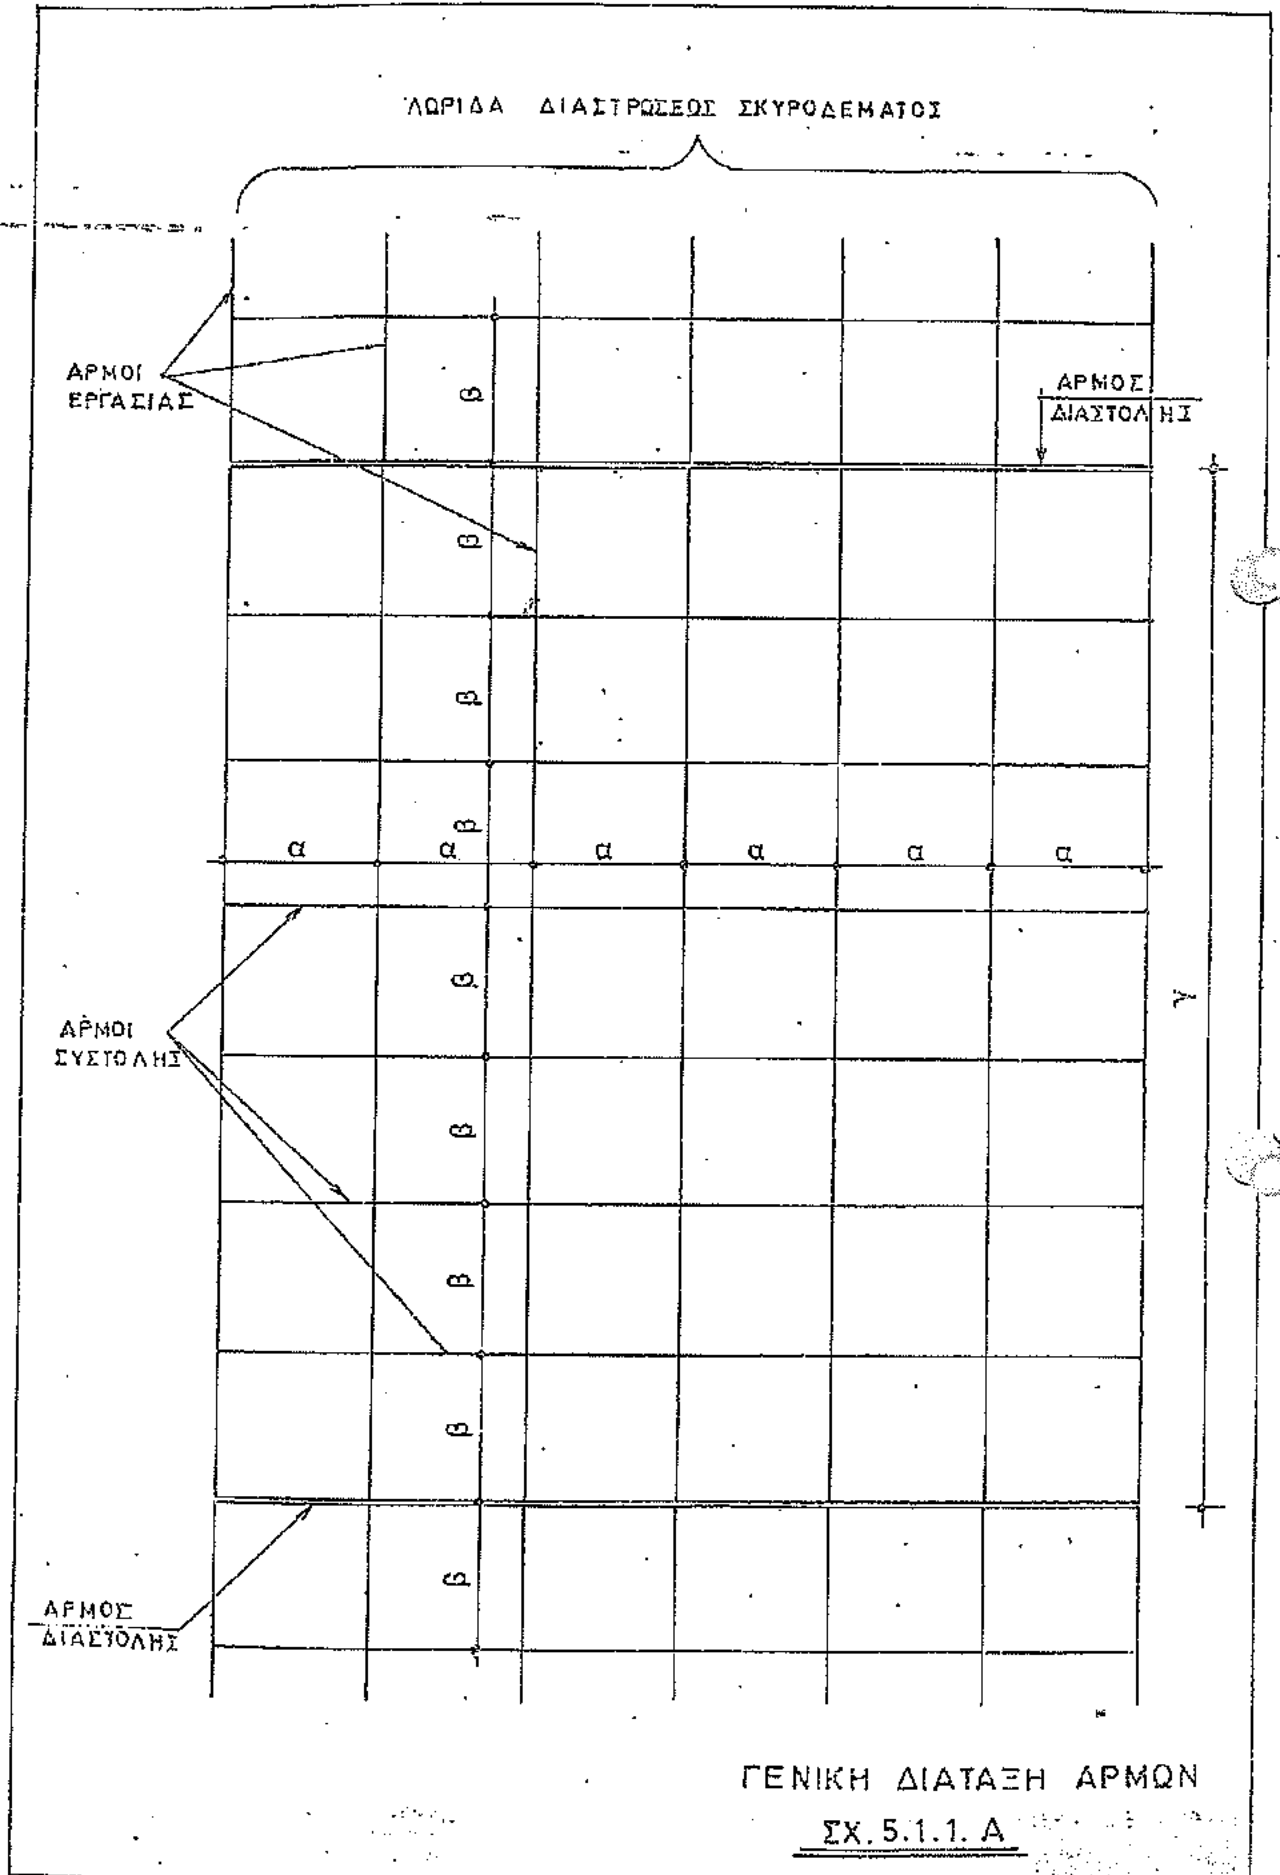 ΛΩΡΙΔΑ ΔΙΑΣΤΡΩΣΕΩΣ ΣΚΥΡΟΔΕΜΑΤΟΣ
ΑΡΜΟΙ
ΕΡΓΑΣΙΑΣ
β
ΑΡΜΟΣ
ΔΙΑΣΤΟΛΗΣ
β
β
β
α α α α α α
β
γ
ΑΡΜΟΙ
ΣΥΣΤΟΛΗΣ
β
β
β
β
ΑΡΜΟΣ
ΔΙΑΣΤΟΛΗΣ
ΓΕΝΙΚΗ ΔΙΑΤΑΞΗ ΑΡΜΩΝ
ΣΧ. 5.1.1. Α